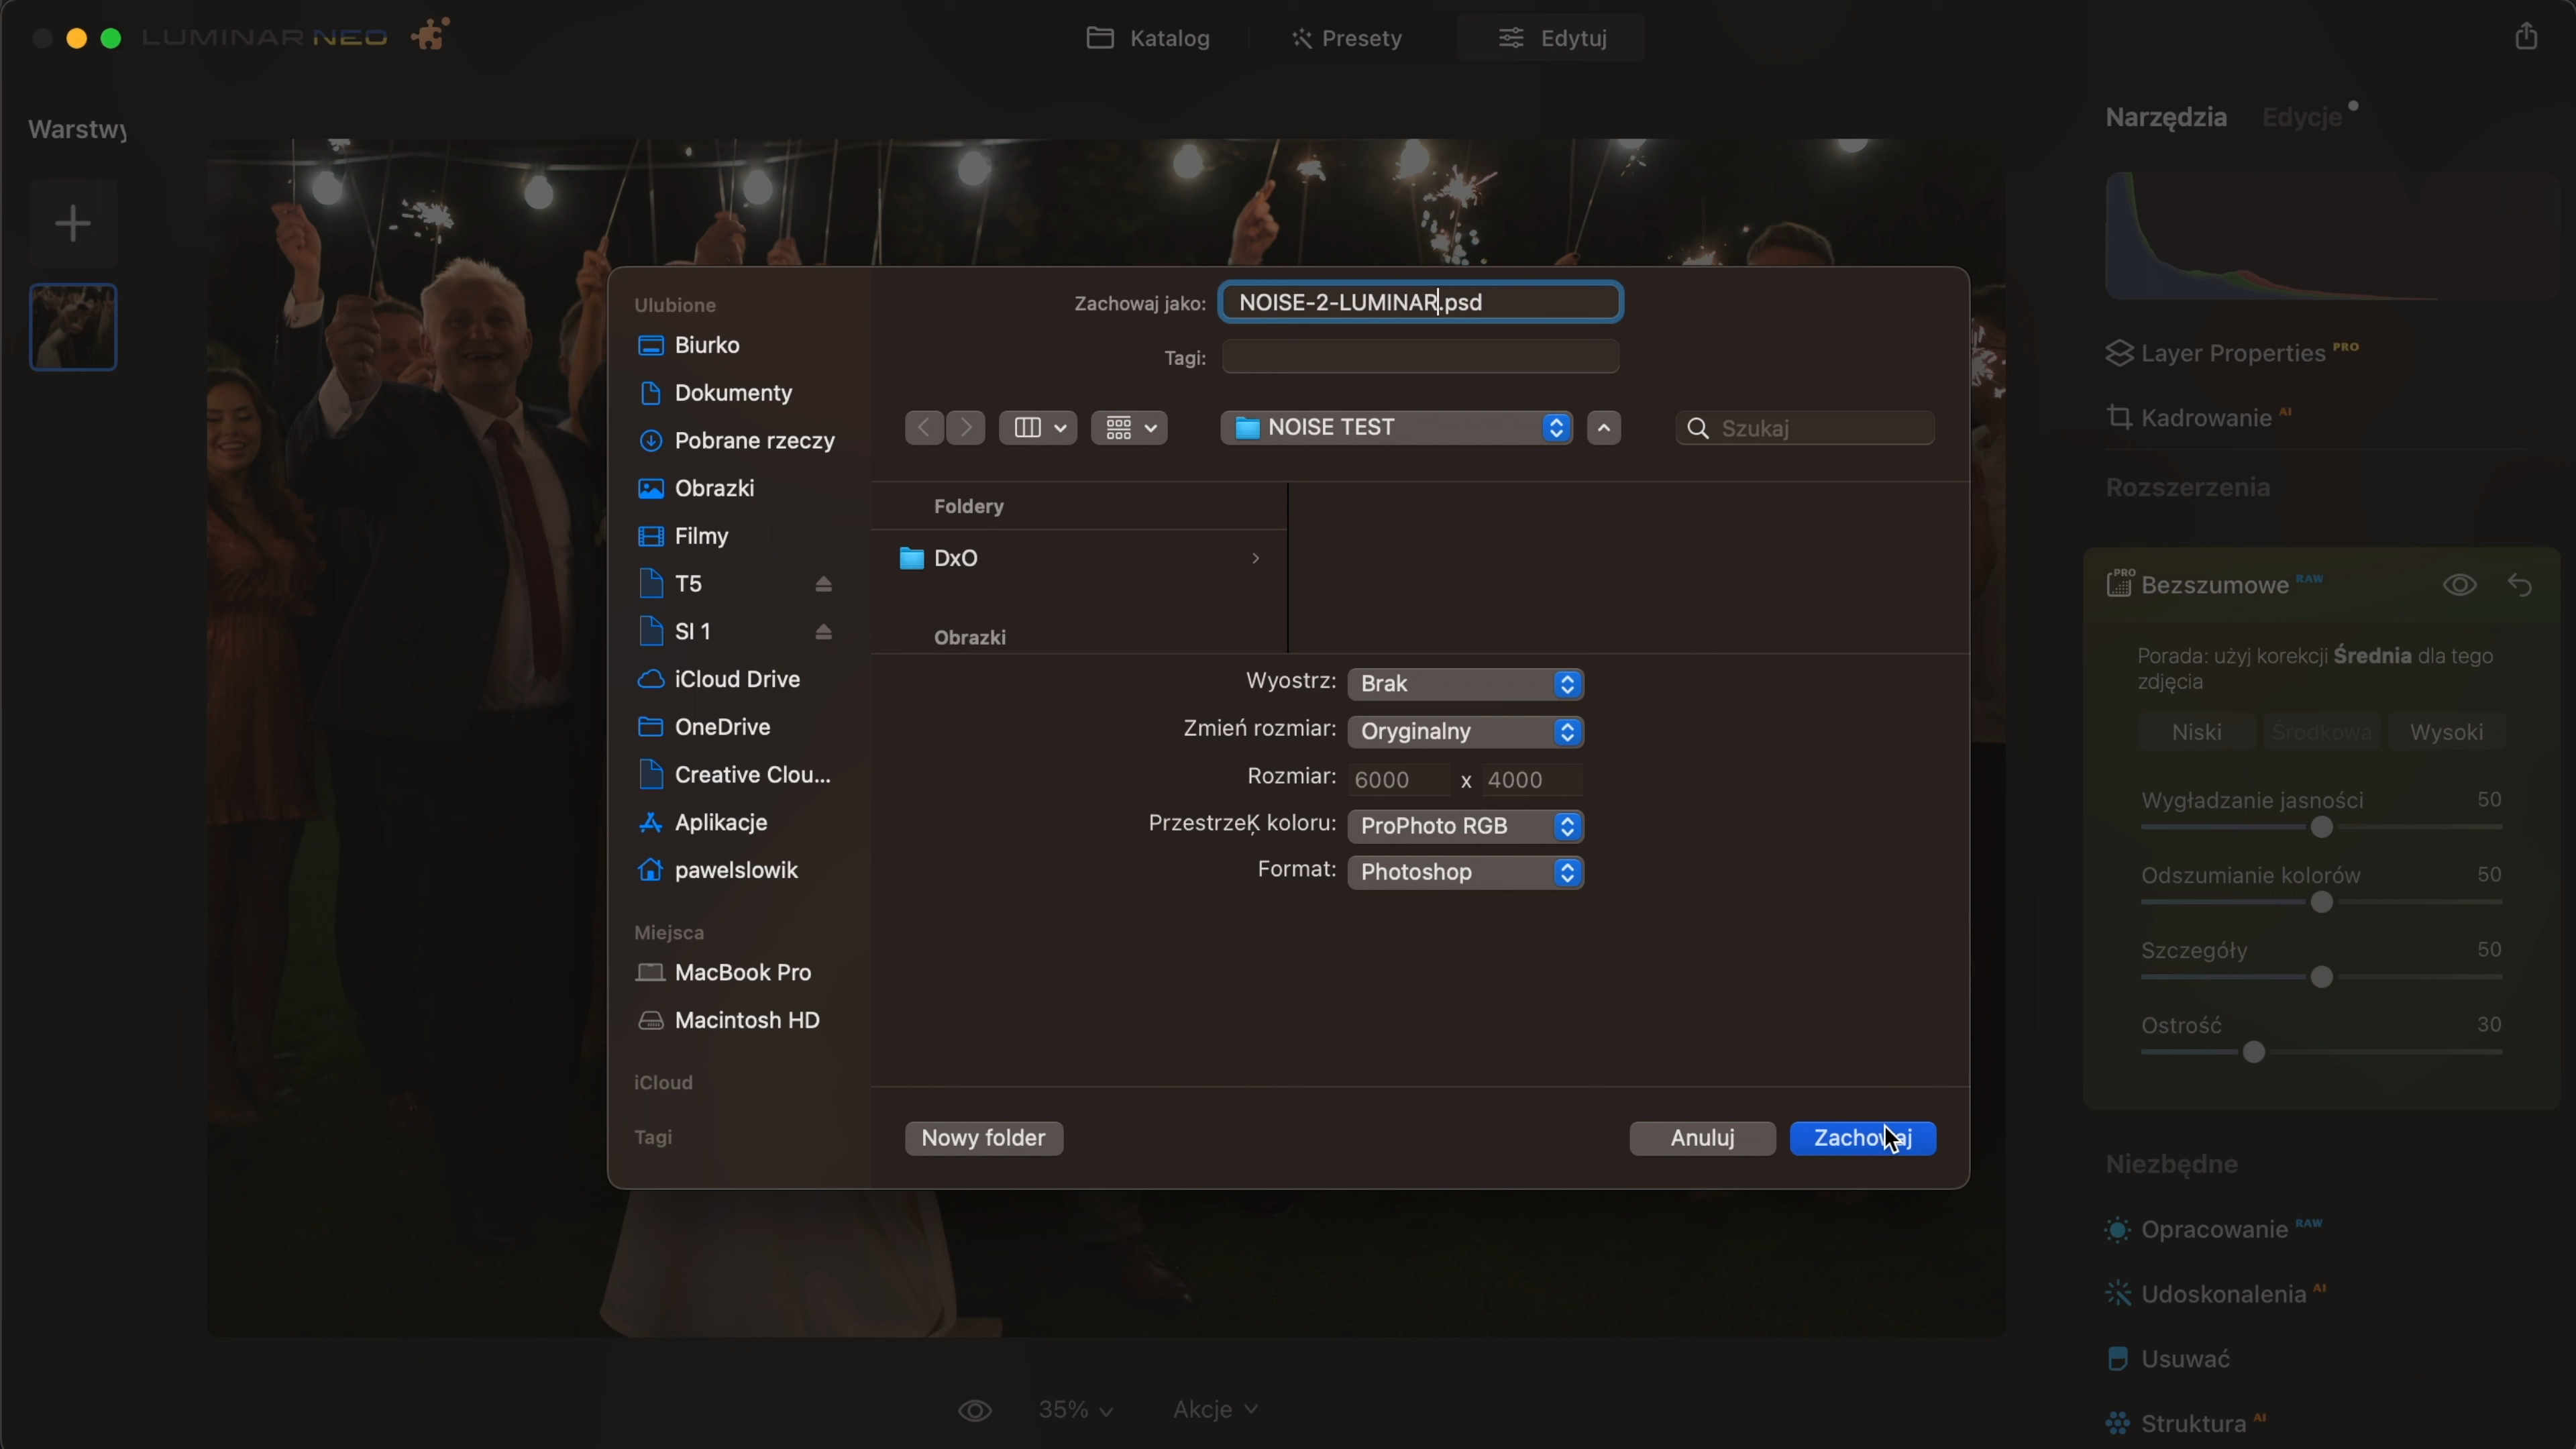 LUMINAR NEO
Katalog
Presety
Edytuj
Warstwy
Narzędzia
Edycje
Ulubione
Biurko
Dokumenty
Pobrane rzeczy
Obrazki
Filmy
T5
SI 1
iCloud Drive
OneDrive
Creative Clou...
Aplikacje
pawelslowik
Miejsca
MacBook Pro
Macintosh HD
iCloud
Tagi
Zachowaj jako:
NOISE-2-LUMINAR.psd
Tagi:
NOISE TEST
Szukaj
Foldery
DxO
Obrazki
Wyostrz: Brak
Zmień rozmiar: Oryginalny
Rozmiar: 6000 x 4000
PrzestrzeĶ koloru: ProPhoto RGB
Format: Photoshop
Nowy folder
Anuluj
Zachowaj
Layer Properties PRO
Kadrowanie AI
Rozszerzenia
PRO Bezszumowe RAW
Porada: użyj korekcji Średnia dla tego
zdjęcia
Niski
Środkowa
Wysoki
Wygładzanie jasności 50
Odszumianie kolorów 50
Szczegóły 50
Ostrość 30
Niezbędne
Opracowanie RAW
Udoskonalenia AI
Usuwać
Struktura AI
35%
Akcje